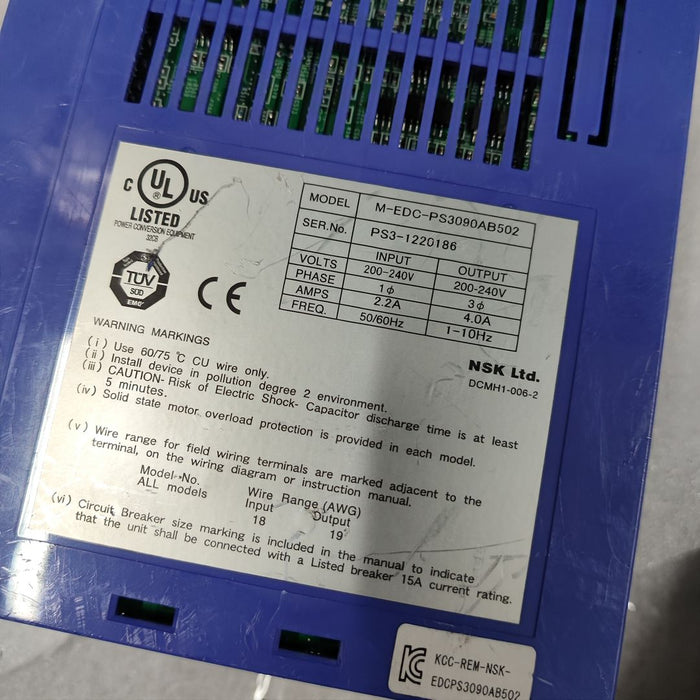 C UL US
®
LISTED
POWER CONVERSION EQUIPMENT
32CB
TÜV
SÜD
EMC
CE
MODEL M-EDC-PS3090AB502
SER.No. PS3-1220186
INPUT OUTPUT
VOLTS 200-240V 200-240V
PHASE 1ϕ 3ϕ
AMPS 2.2A 4.0A
FREQ. 50/60Hz 1-10Hz
NSK Ltd.
DCMH1-006-2
WARNING MARKINGS
(i) Use 60/75 ℃ CU wire only.
(ii) Install device in pollution degree 2 environment.
(iii) CAUTION- Risk of Electric Shock- Capacitor discharge time is at least
5 minutes.
(iv) Solid state motor overload protection is provided in each model.
(v) Wire range for field wiring terminals are marked adjacent to the
terminal, on the wiring diagram or instruction manual.
Model-No. Wire Range (AWG)
ALL models Input Output
18 19
(vi) Circuit Breaker size marking is included in the manual to indicate
that the unit shall be connected with a Listed breaker 15A current rating.
KC
KCC-REM-NSK-
EDCPS3090AB502